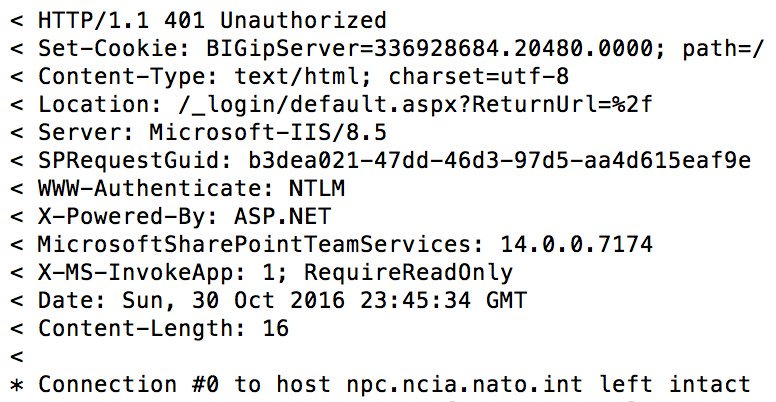 < HTTP/1.1 401 Unauthorized
< Set-Cookie: BIGipServer=336928684.20480.0000; path=/
< Content-Type: text/html; charset=utf-8
< Location: /_login/default.aspx?ReturnUrl=%2f
< Server: Microsoft-IIS/8.5
< SPRequestGuid: b3dea021-47dd-46d3-97d5-aa4d615eaf9e
< WWW-Authenticate: NTLM
< X-Powered-By: ASP.NET
< MicrosoftSharePointTeamServices: 14.0.0.7174
< X-MS-InvokeApp: 1; RequireReadOnly
< Date: Sun, 30 Oct 2016 23:45:34 GMT
< Content-Length: 16
<
* Connection #0 to host npc.ncia.nato.int left intact